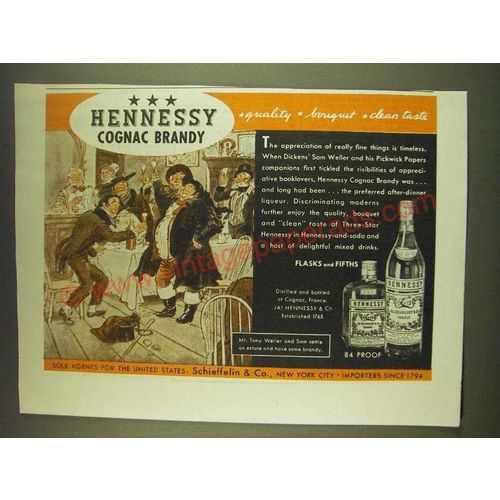 ★ ★ ★
HENNESSY
COGNAC BRANDY
★ quality ★ bouquet ★ clean taste
The appreciation of really fine things is timeless.
When Dickens' Sam Weller and his Pickwick Papers
companions first tickled the risibilities of appreci-
ative booklovers, Hennessy Cognac Brandy was...
and long had been... the preferred after-dinner
liqueur. Discriminating moderns
further enjoy the quality, bouquet
and "clean" taste of Three-Star
Hennessy in Hennessy-and-soda and
a host of delightful mixed drinks.
FLASKS and FIFTHS
Distilled and bottled
at Cognac, France.
JAs HENNESSY & Co
Established 1765
HENNESSY
HENNESSY
Mr. Tony Weller and Sam settle
an estate and have some brandy.
84 PROOF
SOLE AGENTS FOR THE UNITED STATES: Schieffelin & Co., NEW YORK CITY · IMPORTERS SINCE 1794